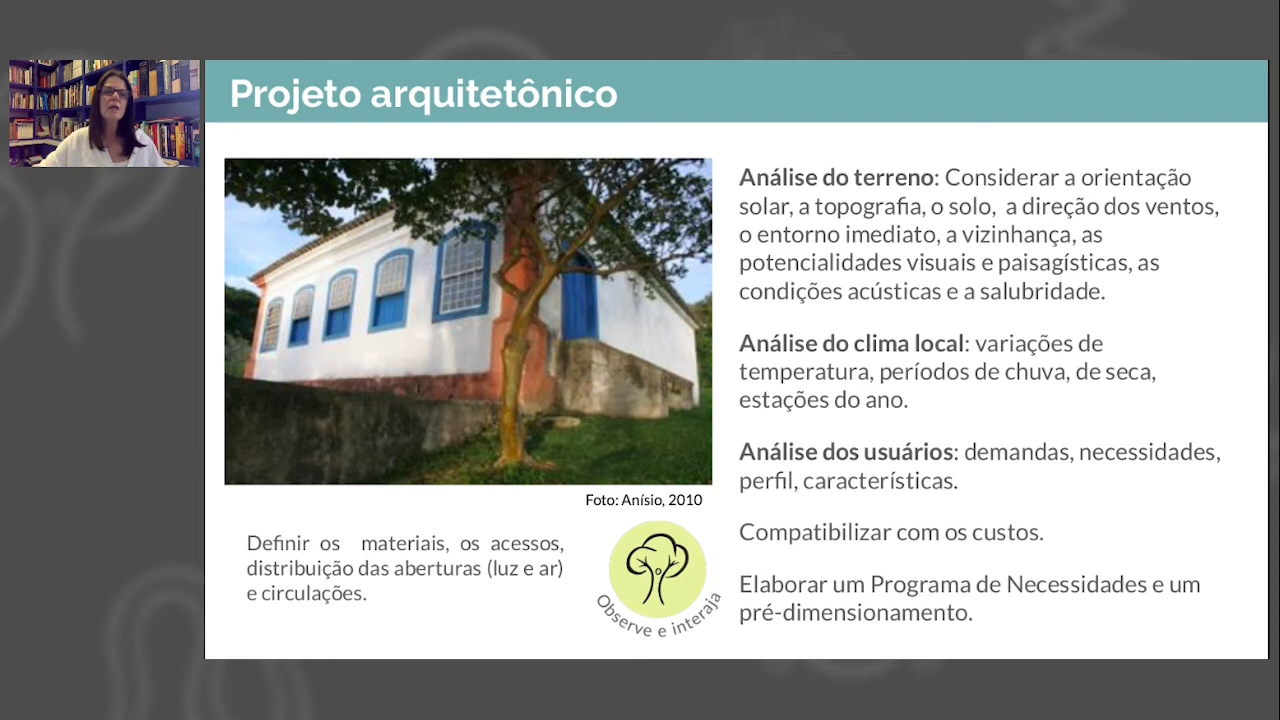 Projeto arquitetônico
Análise do terreno: Considerar a orientação
solar, a topografia, o solo, a direção dos ventos,
o entorno imediato, a vizinhança, as
potencialidades visuais e paisagísticas, as
condições acústicas e a salubridade.
Análise do clima local: variações de
temperatura, períodos de chuva, de seca,
estações do ano.
Análise dos usuários: demandas, necessidades,
perfil, características.
Compatibilizar com os custos.
Elaborar um Programa de Necessidades e um
pré-dimensionamento.
Foto: Anísio, 2010
Definir os materiais, os acessos,
distribuição das aberturas (luz e ar)
e circulações.
Observe e interaja